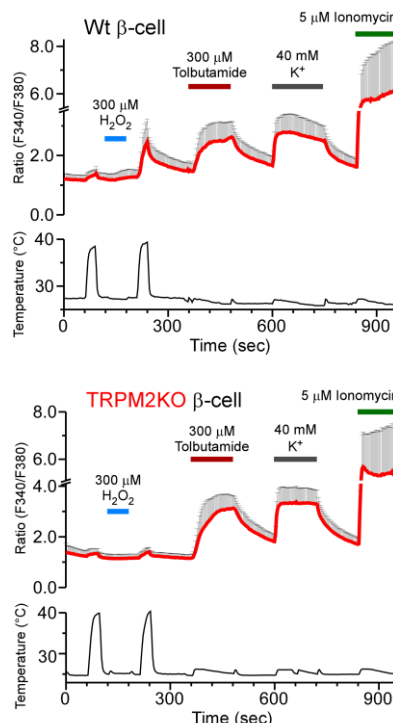 5 μM Ionomycin
Wt β-cell
8.0
6.0
300 μM
Tolbutamide
40 mM
K⁺
300 μM
H₂O₂
Ratio (F340/F380)
4.0
2.0
0.0
Temperature (°C)
40
30
0 300 600 900
Time (sec)
5 μM Ionomycin
TRPM2KO β-cell
8.0
6.0
300 μM
Tolbutamide
40 mM
K⁺
300 μM
H₂O₂
Ratio (F340/F380)
4.0
2.0
0.0
Temperature (°C)
40
30
0 300 600 900
Time (sec)